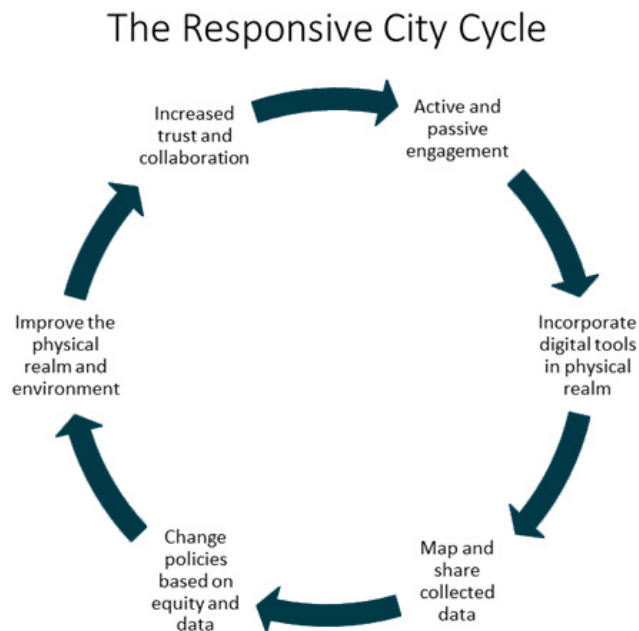 The Responsive City Cycle
Increased
trust and
collaboration
Active and
passive
engagement
Incorporate
digital tools
in physical
realm
Map and
share
collected
data
Change
policies
based on
equity and
data
Improve the
physical
realm and
environment